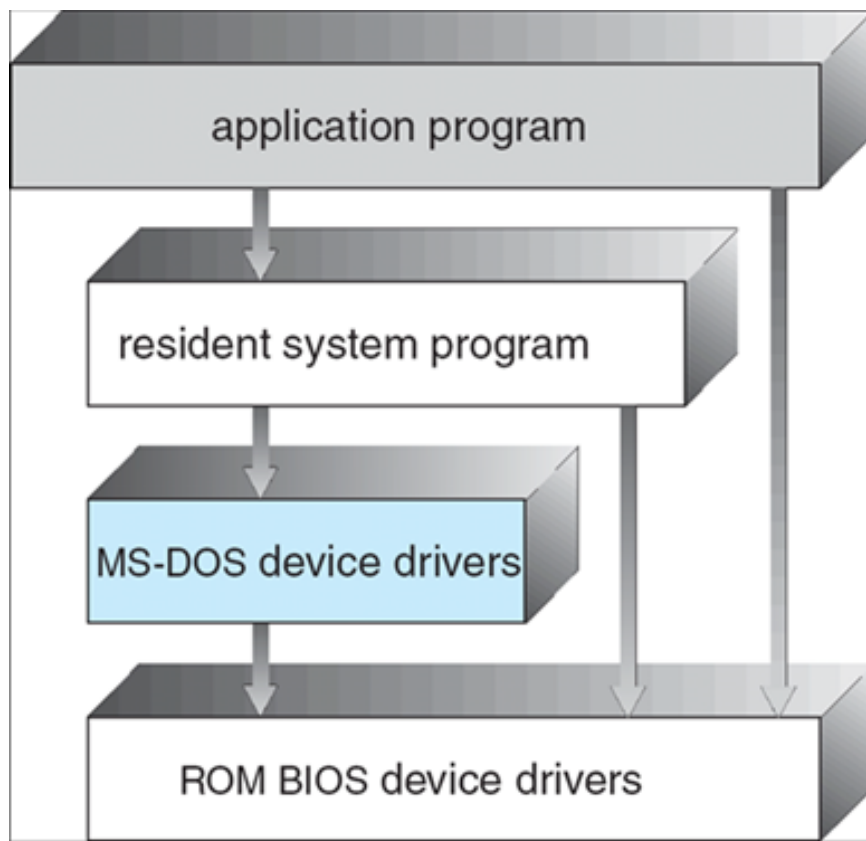 application program
resident system program
MS-DOS device drivers
ROM BIOS device drivers